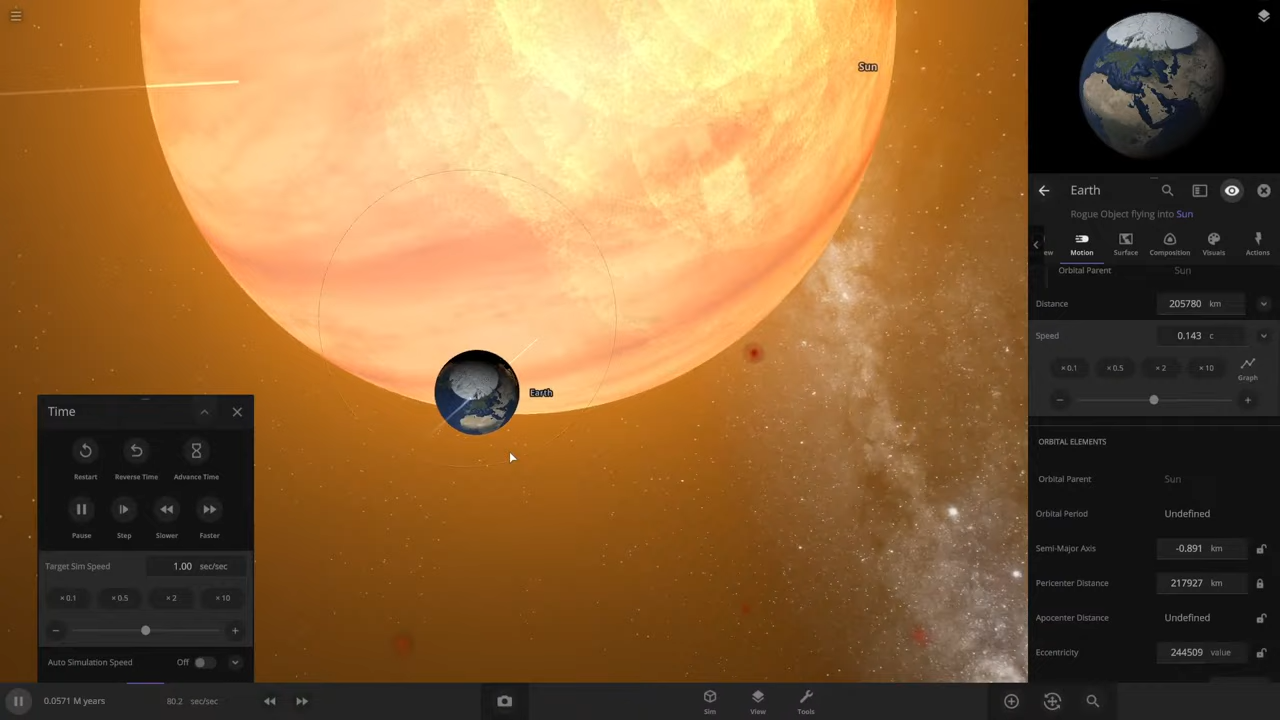 Sun
Earth
Time
Restart
Reverse Time
Advance Time
Pause
Step
Slower
Faster
Target Sim Speed
1.00 sec/sec
× 0.1
× 0.5
× 2
× 10
Auto Simulation Speed
Off
0.0571 M years
80.2 sec/sec
Sim
View
Tools
Earth
Rogue Object flying into Sun
ew
Motion
Surface
Composition
Visuals
Actions
Orbital Parent
Sun
Distance
205780 km
Speed
0.143 c
× 0.1
× 0.5
× 2
× 10
Graph
ORBITAL ELEMENTS
Orbital Parent
Sun
Orbital Period
Undefined
Semi-Major Axis
-0.891 km
Pericenter Distance
217927 km
Apocenter Distance
Undefined
Eccentricity
244509 value